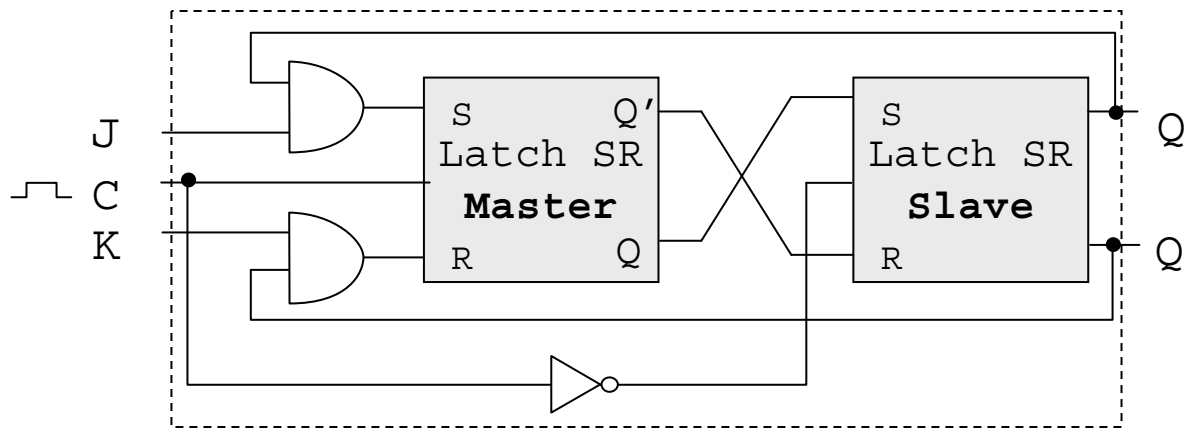 J
C
K
S Q'
Latch SR
Master
R Q
S
Latch SR
Slave
R
Q
Q